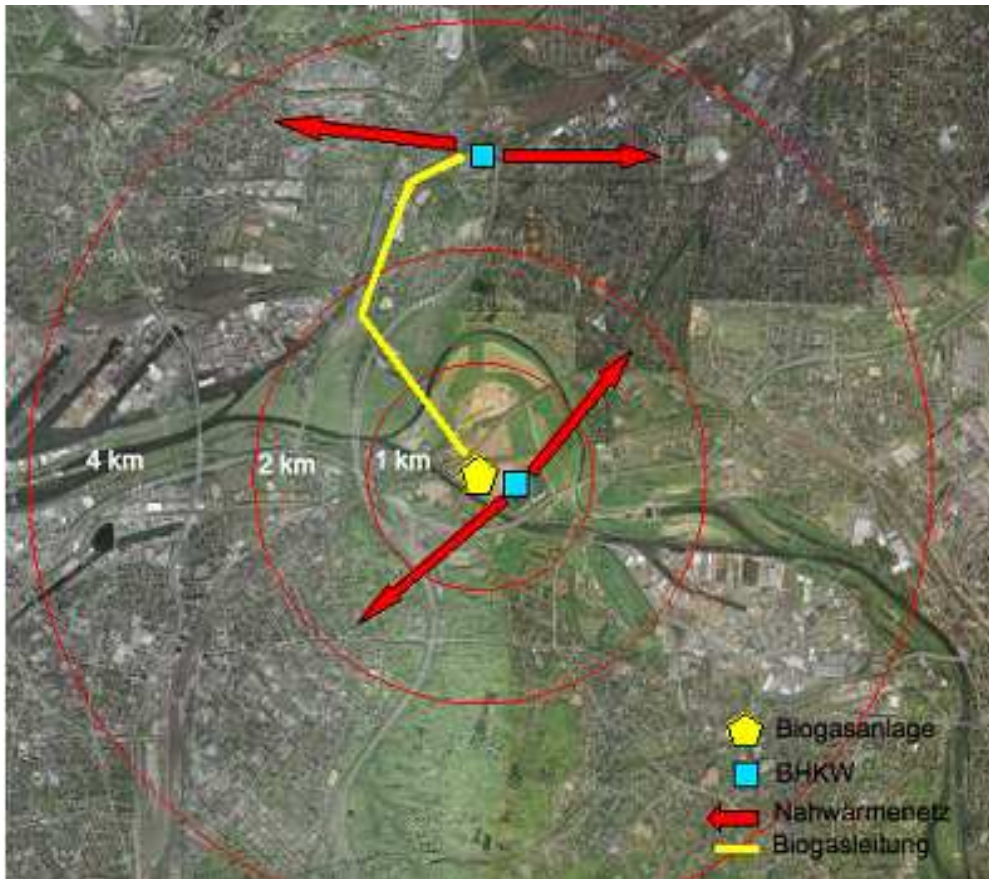 4 km
2 km
1 km
Biogasanlage
BHKW
Nahwärmenetz
Biogasleitung